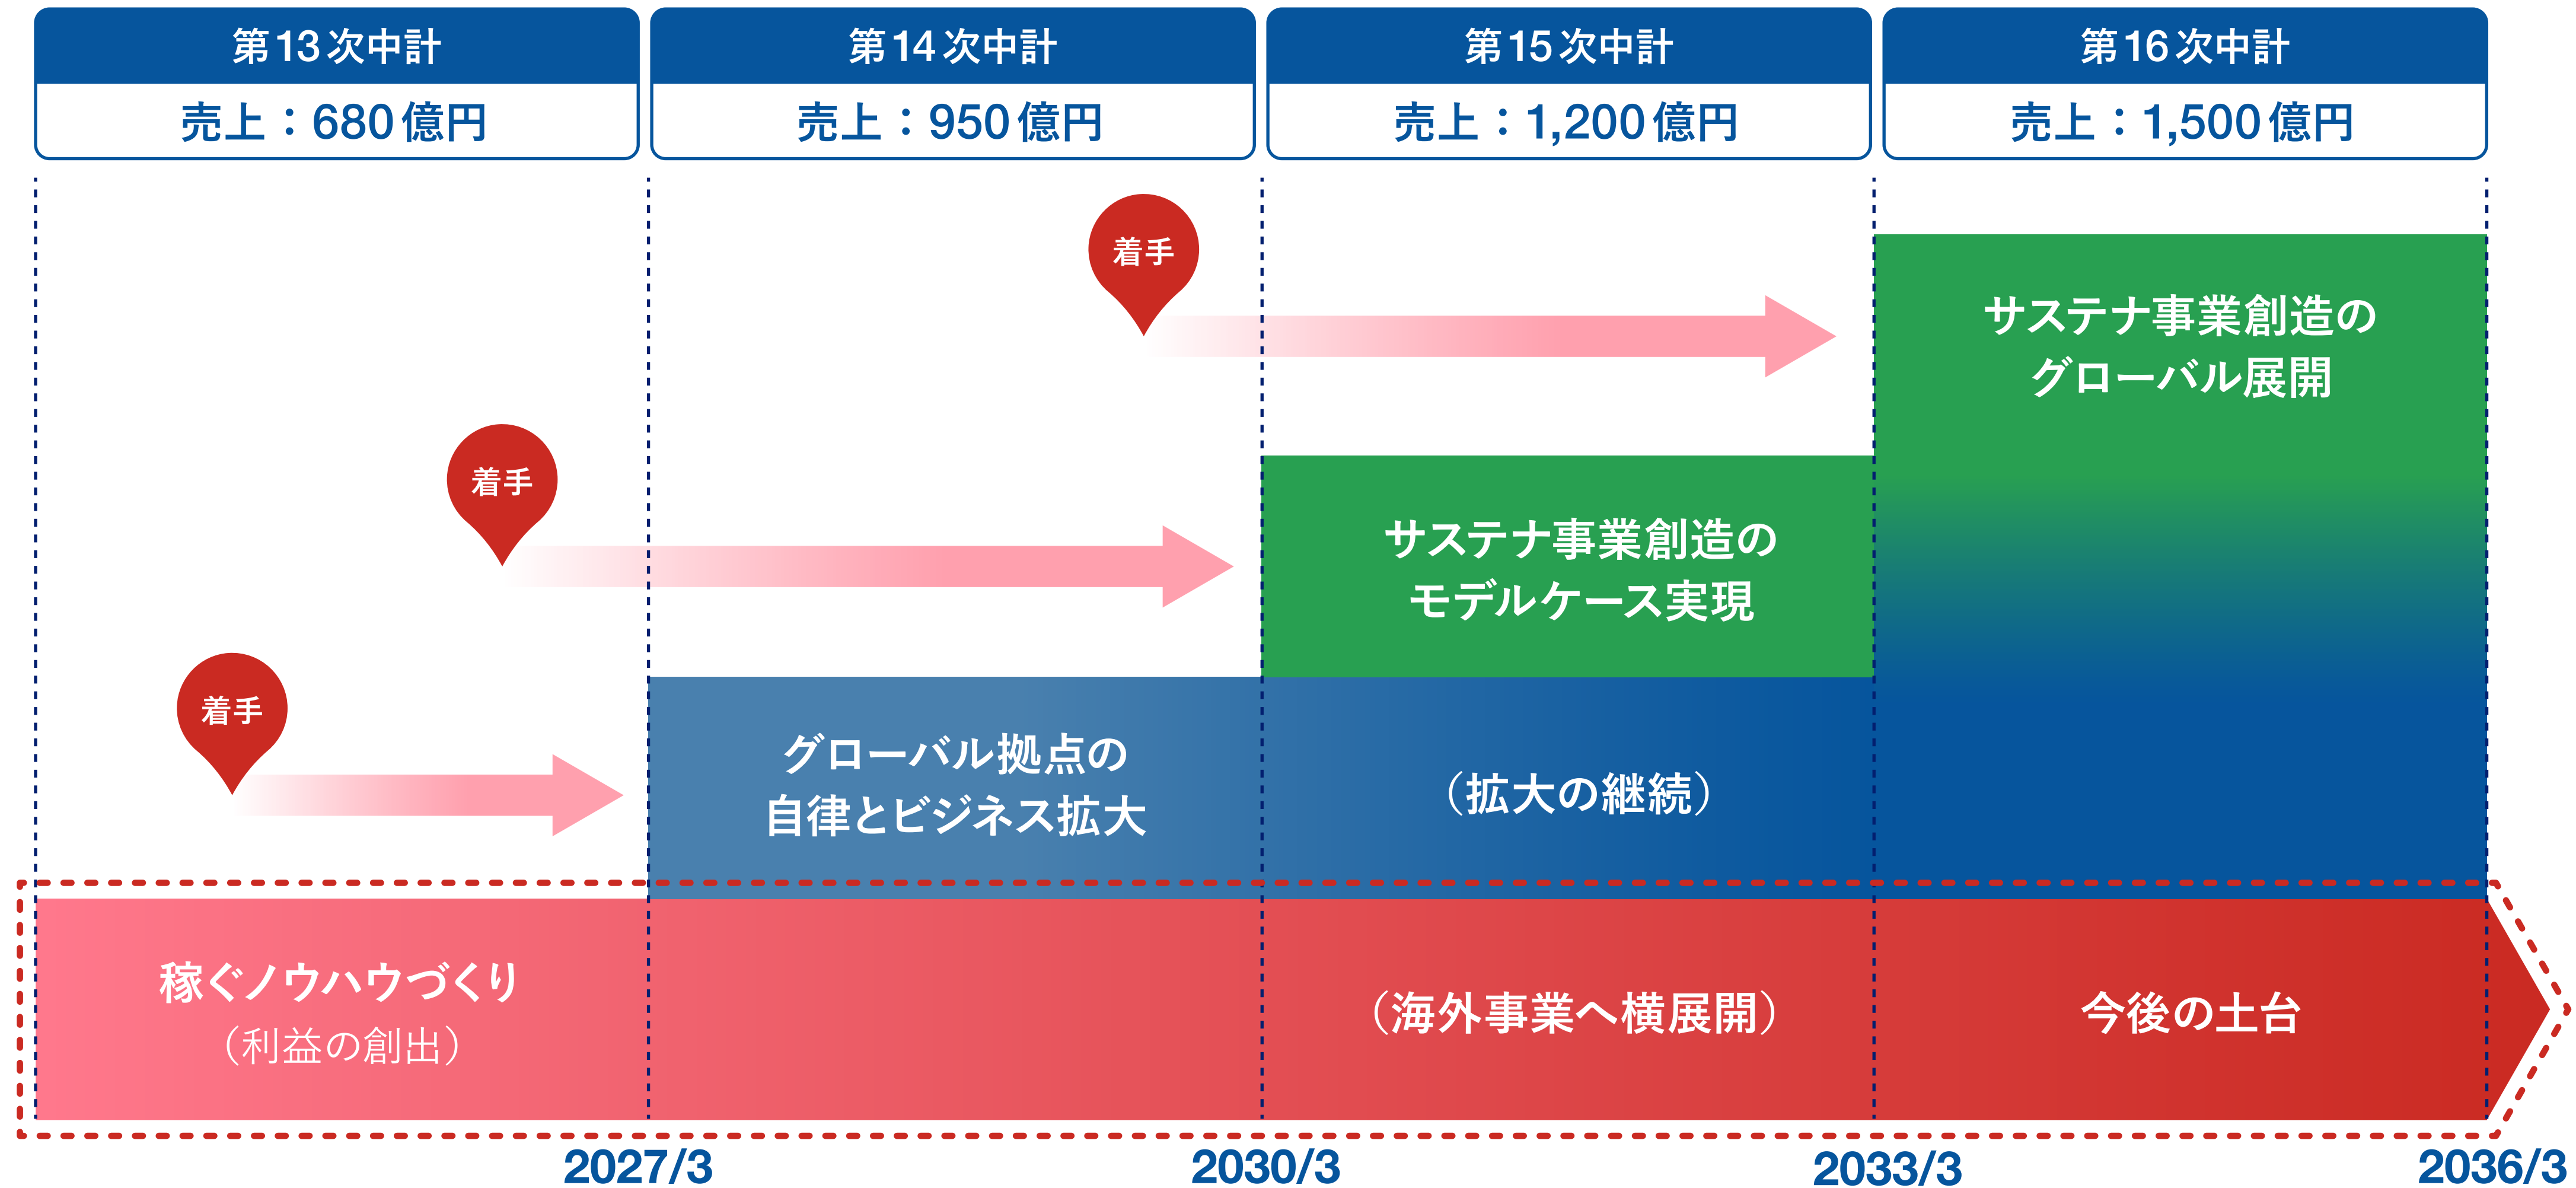 第13次中計
売上：680億円
第14次中計
売上：950億円
第15次中計
売上：1,200億円
第16次中計
売上：1,500億円
着手
サステナ事業創造の
グローバル展開
着手
サステナ事業創造の
モデルケース実現
着手
グローバル拠点の
自律とビジネス拡大
（拡大の継続）
稼ぐノウハウづくり
（利益の創出）
（海外事業へ横展開）
今後の土台
2027/3
2030/3
2033/3
2036/3